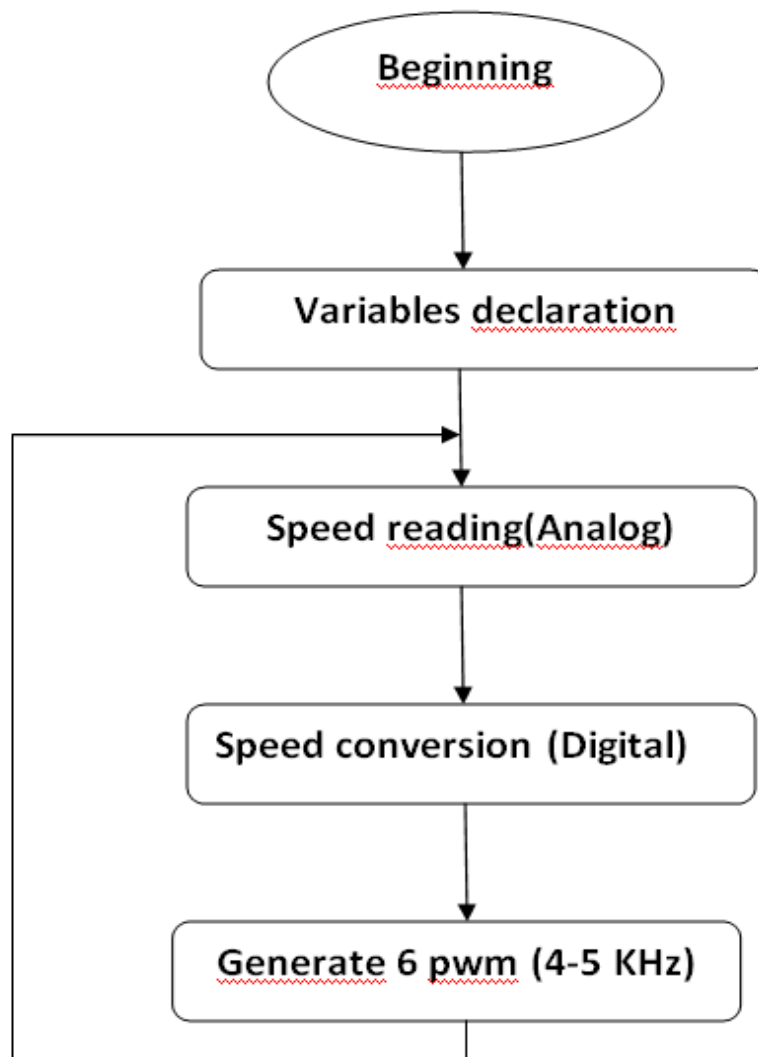 Beginning
Variables declaration
Speed reading(Analog)
Speed conversion (Digital)
Generate 6 pwm (4-5 KHz)